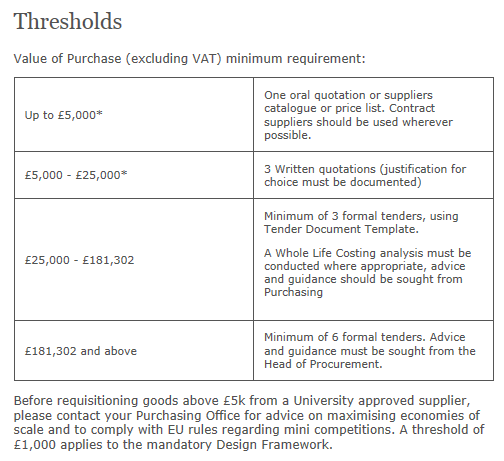 Thresholds
Value of Purchase (excluding VAT) minimum requirement:
Up to £5,000*
One oral quotation or suppliers
catalogue or price list. Contract
suppliers should be used wherever
possible.
£5,000 - £25,000*
3 Written quotations (justification for
choice must be documented)
£25,000 - £181,302
Minimum of 3 formal tenders, using
Tender Document Template.
A Whole Life Costing analysis must be
conducted where appropriate, advice
and guidance should be sought from
Purchasing
£181,302 and above
Minimum of 6 formal tenders. Advice
and guidance must be sought from the
Head of Procurement.
Before requisitioning goods above £5k from a University approved supplier,
please contact your Purchasing Office for advice on maximising economies of
scale and to comply with EU rules regarding mini competitions. A threshold of
£1,000 applies to the mandatory Design Framework.